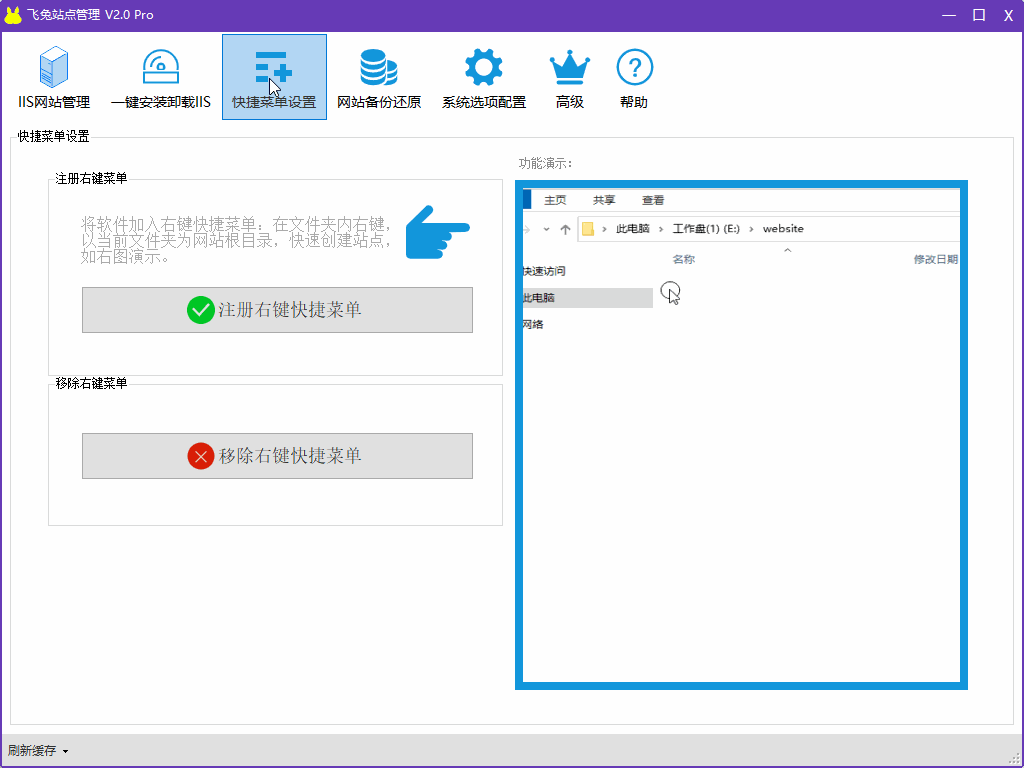 飞兔站点管理 V2.0 Pro
IIS网站管理
一键安装卸载IIS
快捷菜单设置
网站备份还原
系统选项配置
高级
帮助
快捷菜单设置
注册右键菜单
将软件加入右键快捷菜单：在文件夹内右键，
以当前文件夹为网站根目录，快速创建站点，
如右图演示。
注册右键快捷菜单
移除右键菜单
移除右键快捷菜单
功能演示：
主页 共享 查看
此电脑 › 工作盘(1) (E:) › website
名称 修改日期
快速访问
此电脑
网络
刷新缓存